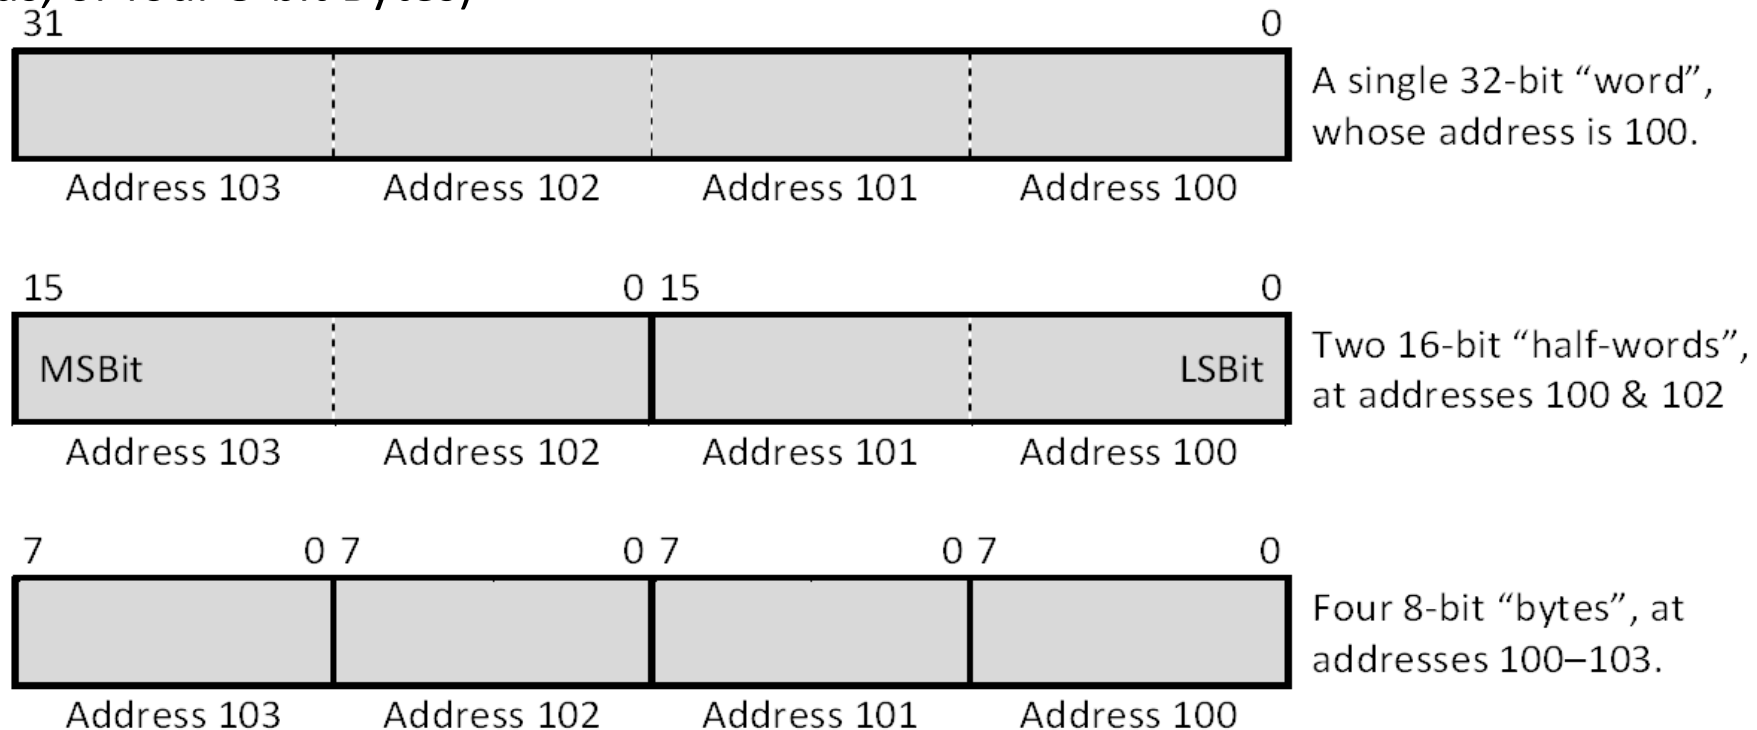 31 0
A single 32-bit “word”,
whose address is 100.
Address 103 Address 102 Address 101 Address 100
15 0 15 0
MSBit LSBit
Two 16-bit “half-words”,
at addresses 100 & 102
Address 103 Address 102 Address 101 Address 100
7 0 7 0 7 0 7 0
Four 8-bit “bytes”, at
addresses 100–103.
Address 103 Address 102 Address 101 Address 100